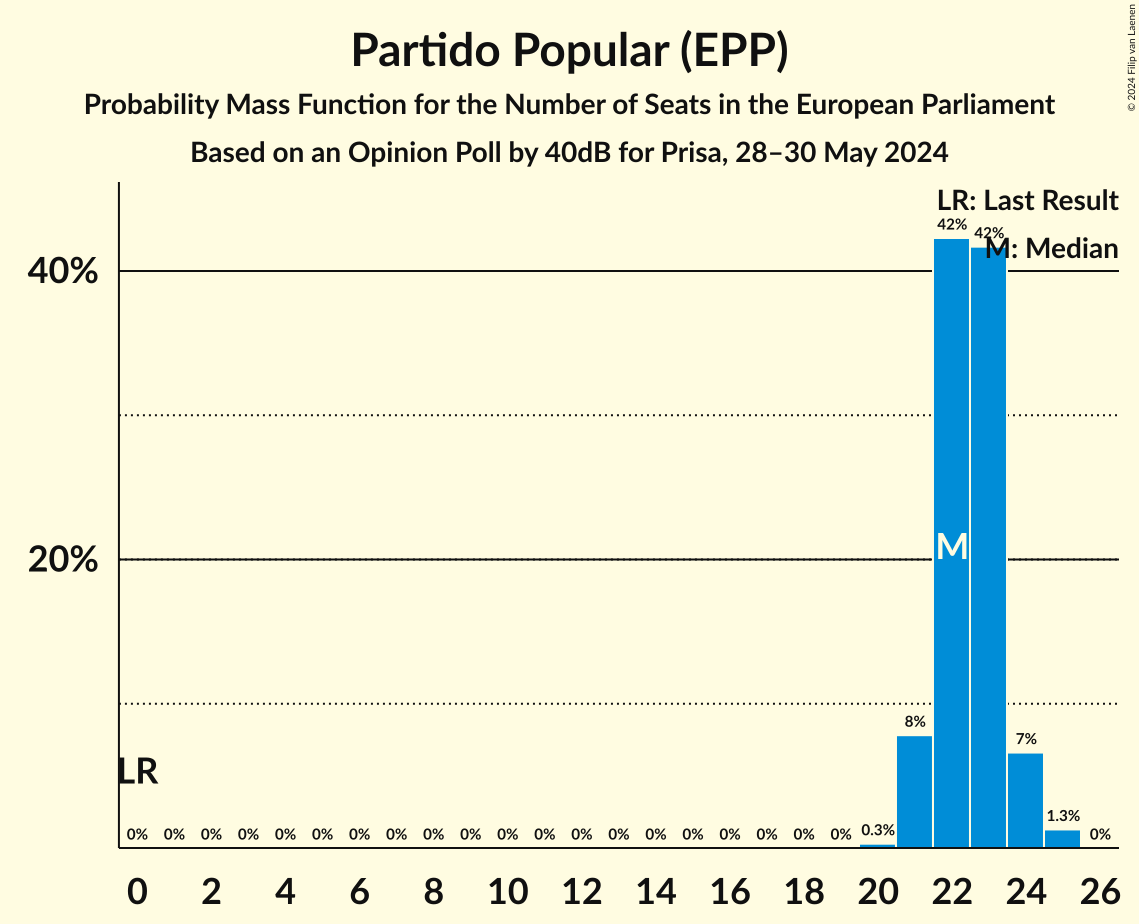 Partido Popular (EPP)
Probability Mass Function for the Number of Seats in the European Parliament
Based on an Opinion Poll by 40dB for Prisa, 28–30 May 2024
© 2024 Filip van Laenen
LR: Last Result
M: Median
40%
20%
42%
42%
M
8%
7%
LR
0% 0% 0% 0% 0% 0% 0% 0% 0% 0% 0% 0% 0% 0% 0% 0% 0% 0% 0% 0% 0.3% 1.3% 0%
0 2 4 6 8 10 12 14 16 18 20 22 24 26